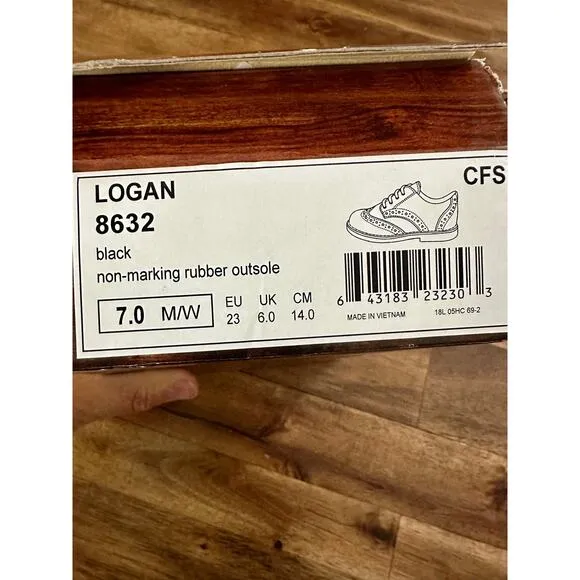 LOGAN
8632
CFS
black
non-marking rubber outsole
7.0 M/W
EU UK CM
23 6.0 14.0
6 43183 23230 3
MADE IN VIETNAM 18L 05HC 69-2